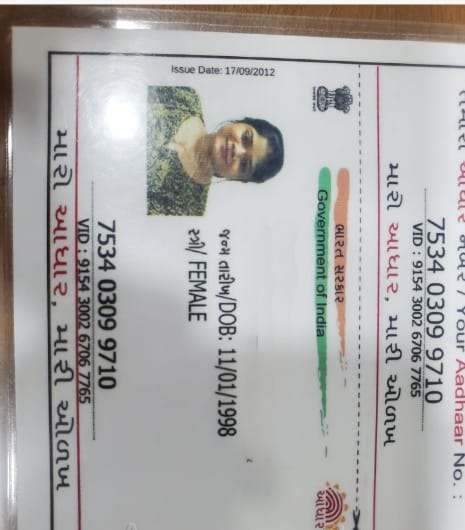 તમારો આધાર નંબર / Your Aadhaar No. :
7534 0309 9710
VID : 9154 3002 6706 7765
મારો આધાર, મારી ઓળખ
ભારત સરકાર
Government of India
આધાર
Issue Date: 17/09/2012
જન્મ તારીખ/DOB: 11/01/1998
સ્ત્રી/ FEMALE
7534 0309 9710
VID : 9154 3002 6706 7765
મારો આધાર, મારી ઓળખ